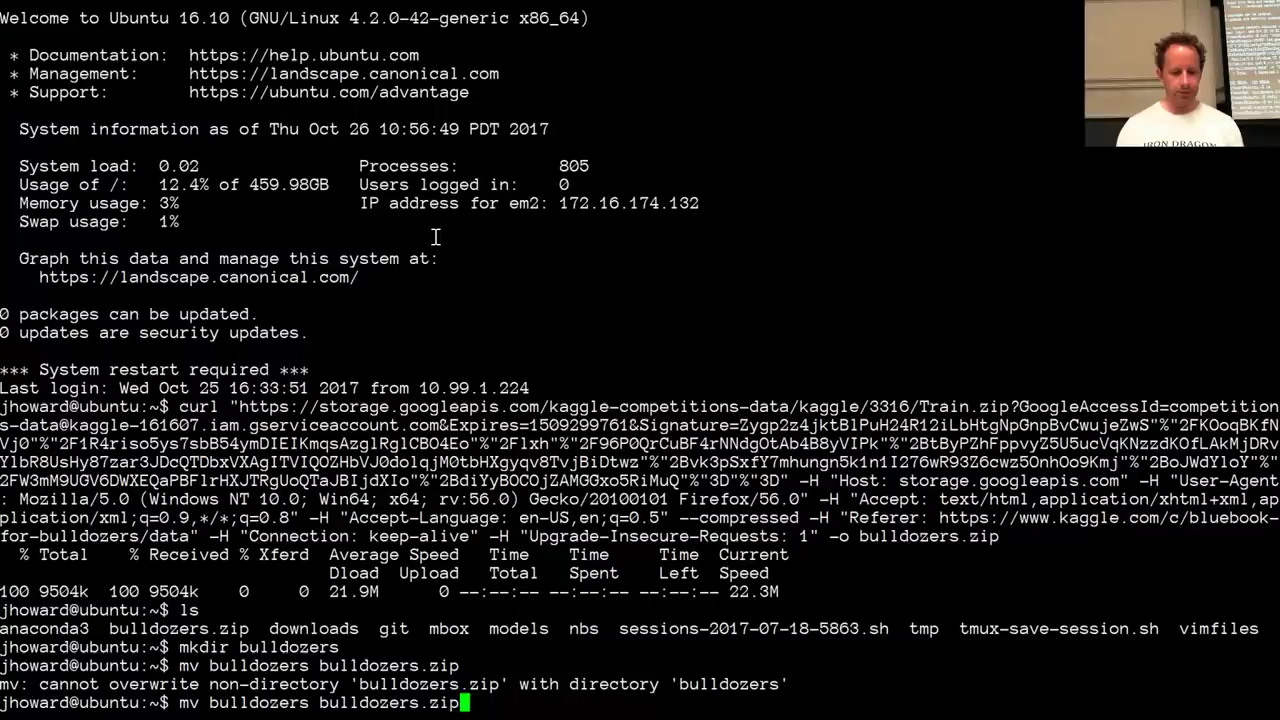 Welcome to Ubuntu 16.10 (GNU/Linux 4.2.0-42-generic x86_64)
* Documentation:  https://help.ubuntu.com
* Management:     https://landscape.canonical.com
* Support:        https://ubuntu.com/advantage
System information as of Thu Oct 26 10:56:49 PDT 2017
System load:  0.02               Processes:           805
Usage of /:   12.4% of 459.98GB   Users logged in:     0
Memory usage: 3%                  IP address for em2: 172.16.174.132
Swap usage:   1%
Graph this data and manage this system at:
https://landscape.canonical.com/
0 packages can be updated.
0 updates are security updates.
*** System restart required ***
Last login: Wed Oct 25 16:33:51 2017 from 10.99.1.224
jhoward@ubuntu:~$ curl "https://storage.googleapis.com/kaggle-competitions-data/kaggle/3316/Train.zip?GoogleAccessId=competition
s-data@kaggle-161607.iam.gserviceaccount.com&Expires=1509299761&Signature=Zygp2z4jktBlPuH24R12iLbHtgNpGnpBvCwujeZwS"%"2FKOoqBKfN
Vj0"%"2F1R4riso5ys7sbB54ymDIEIKmqsAzglRglCBO4Eo"%"2Flxh"%"2F96P0QrCuBF4rNNdgOtAb4B8yVIPk"%"2BtByPZhFppvyZ5U5ucVqKNzzdKOfLAkMjDRv
YlbR8UsHy87zar3JDcQTDbxVXAgITVIQOZHbVJ0dolqjM0tbHXgyqv8TvjBiDtwz"%"2Bvk3pSxfY7mhungn5k1n1I276wR93Z6cwz5OnhOo9Kmj"%"2BoJWdYloY"%"
2FW3mM9UGV6DWXEQaPBFlrHXJTRgUoQTaJBIjdXIo"%"2BdiYyBOCOjZAMGGxo5RiMuQ"%"3D"%"3D" -H "Host: storage.googleapis.com" -H "User-Agent
: Mozilla/5.0 (Windows NT 10.0; Win64; x64; rv:56.0) Gecko/20100101 Firefox/56.0" -H "Accept: text/html,application/xhtml+xml,ap
plication/xml;q=0.9,*/*;q=0.8" -H "Accept-Language: en-US,en;q=0.5" --compressed -H "Referer: https://www.kaggle.com/c/bluebook-
for-bulldozers/data" -H "Connection: keep-alive" -H "Upgrade-Insecure-Requests: 1" -o bulldozers.zip
% Total    % Received % Xferd  Average Speed   Time    Time     Time  Current
Dload  Upload   Total   Spent    Left  Speed
100 9504k  100 9504k    0     0  21.9M      0 --:--:-- --:--:-- --:--:-- 22.3M
jhoward@ubuntu:~$ ls
anaconda3  bulldozers.zip  downloads  git  mbox  models  nbs  sessions-2017-07-18-5863.sh  tmp  tmux-save-session.sh  vimfiles
jhoward@ubuntu:~$ mkdir bulldozers
jhoward@ubuntu:~$ mv bulldozers bulldozers.zip
mv: cannot overwrite non-directory 'bulldozers.zip' with directory 'bulldozers'
jhoward@ubuntu:~$ mv bulldozers bulldozers.zip
IRON DRAGON